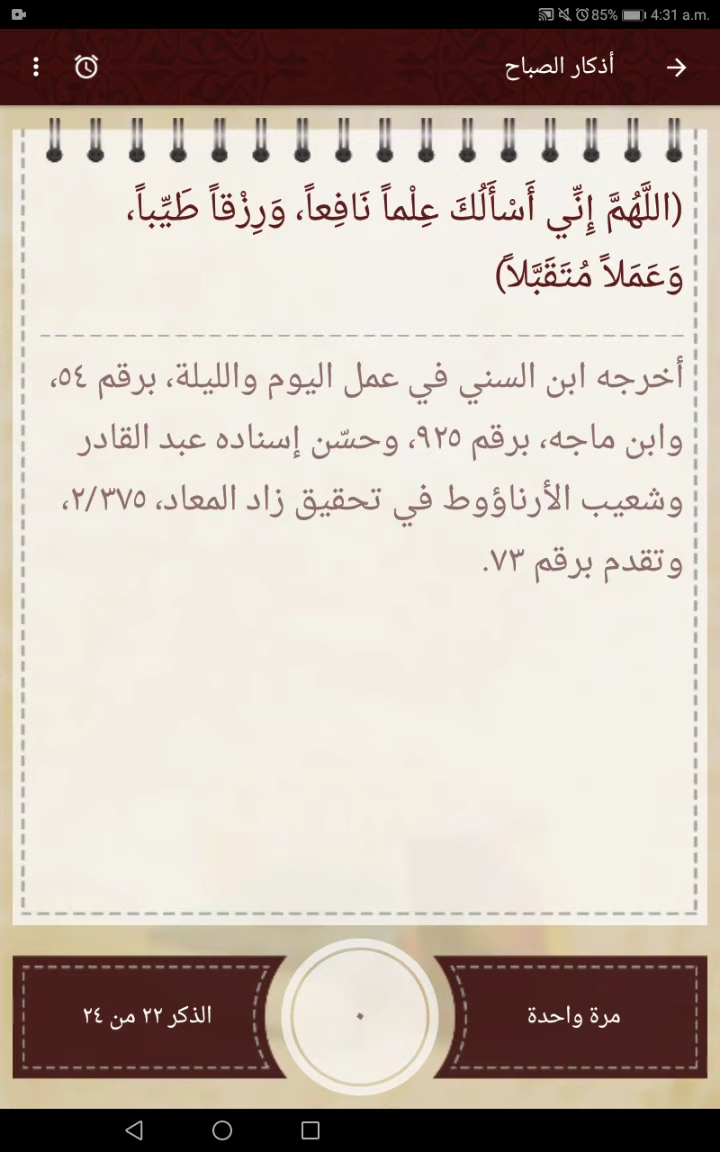 85% 4:31 a.m.
أذكار الصباح
(اللَّهُمَّ إِنِّي أَسْأَلُكَ عِلْماً نَافِعاً، وَرِزْقاً طَيِّباً،
وَعَمَلاً مُتَقَبَّلاً)
أخرجه ابن السني في عمل اليوم والليلة، برقم ٥٤،
وابن ماجه، برقم ٩٢٥، وحسّن إسناده عبد القادر
وشعيب الأرناؤوط في تحقيق زاد المعاد، ٢/٣٧٥،
وتقدم برقم ٧٣.
مرة واحدة
٠
الذكر ٢٢ من ٢٤